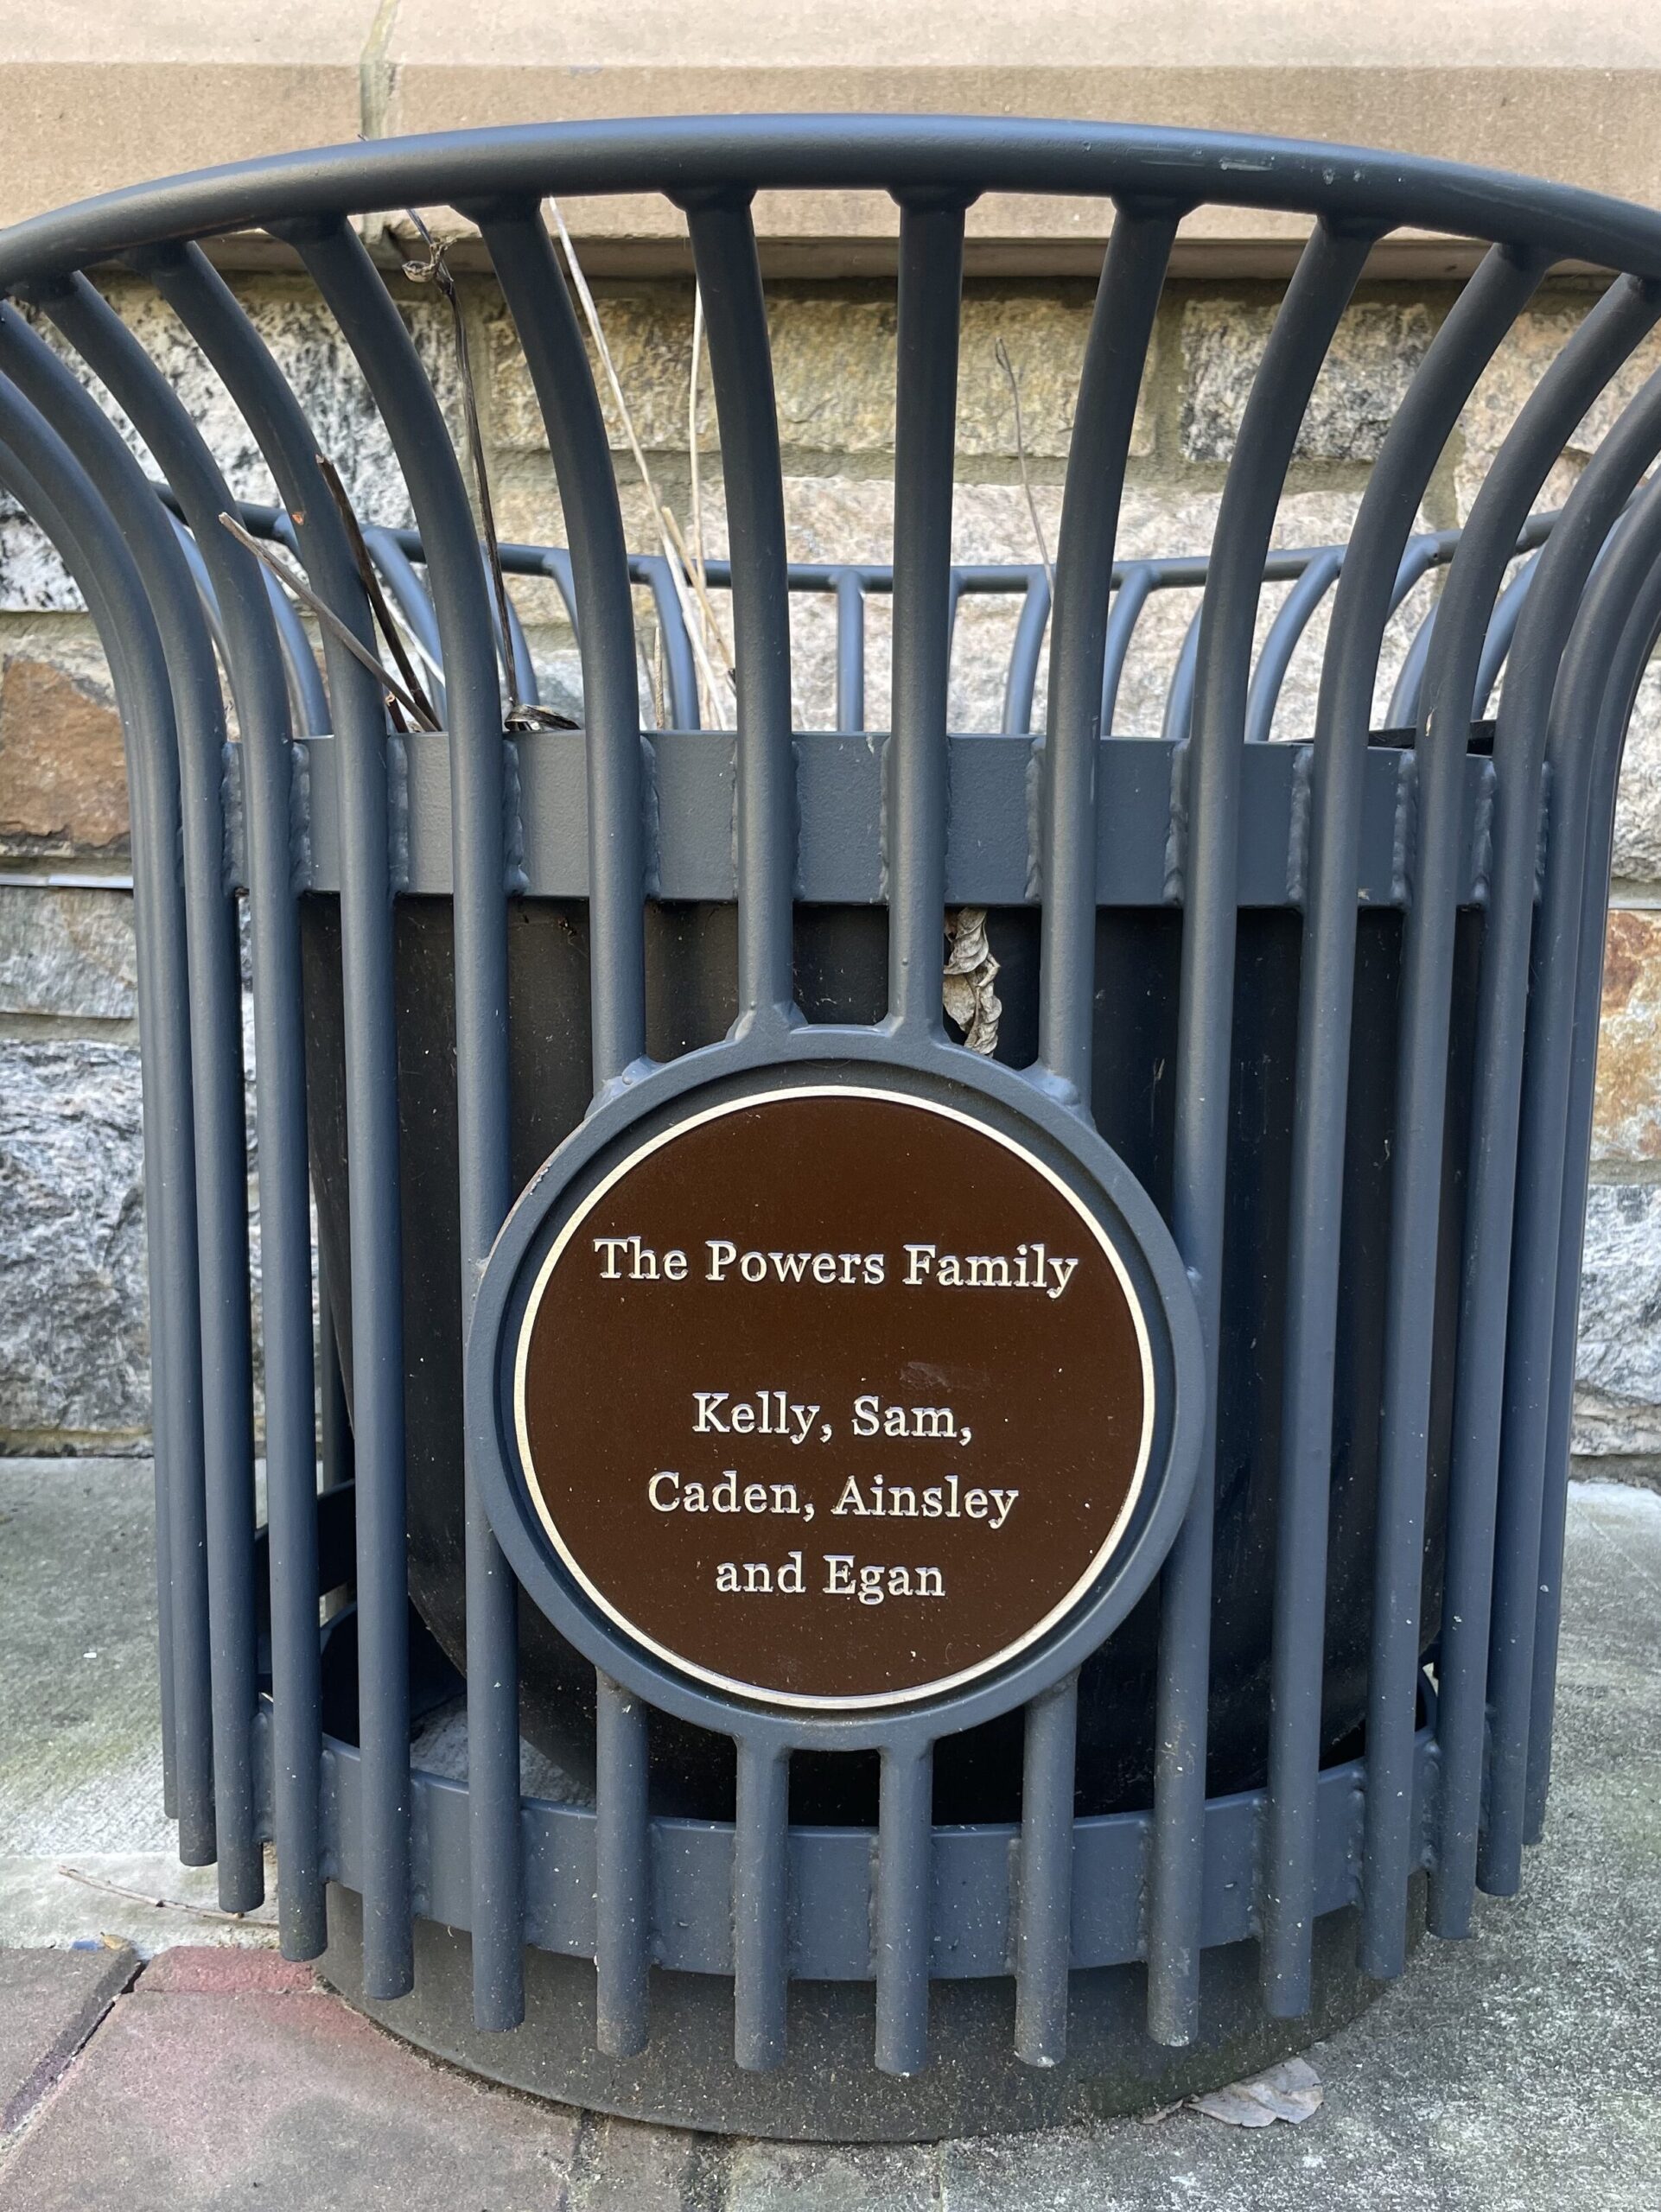 The Powers Family
Kelly, Sam,
Caden, Ainsley
and Egan